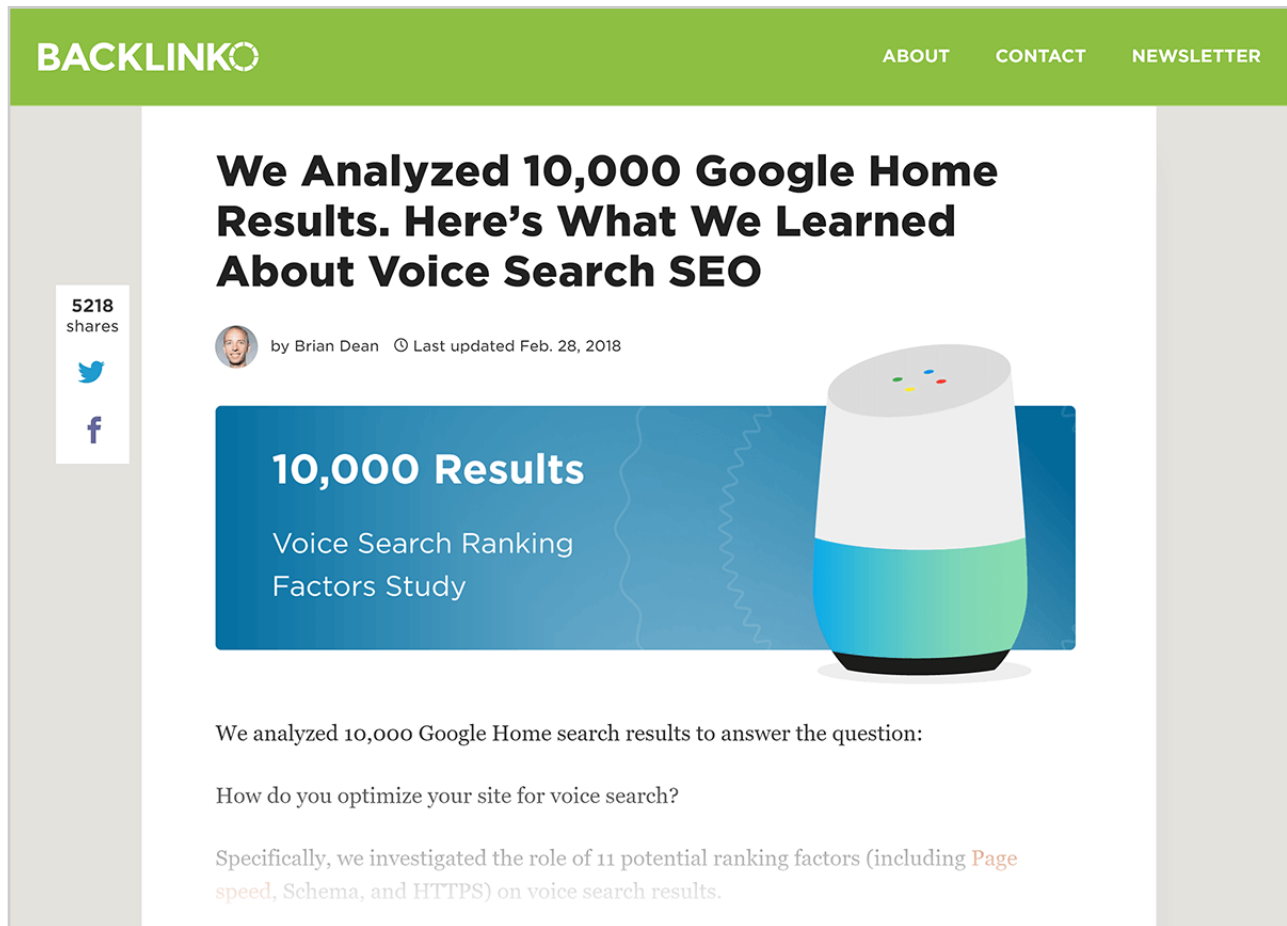 BACKLINKO
ABOUT CONTACT NEWSLETTER
We Analyzed 10,000 Google Home
Results. Here’s What We Learned
About Voice Search SEO
5218
shares
by Brian Dean Last updated Feb. 28, 2018
10,000 Results
Voice Search Ranking
Factors Study
We analyzed 10,000 Google Home search results to answer the question:
How do you optimize your site for voice search?
Specifically, we investigated the role of 11 potential ranking factors (including Page
speed, Schema, and HTTPS) on voice search results.